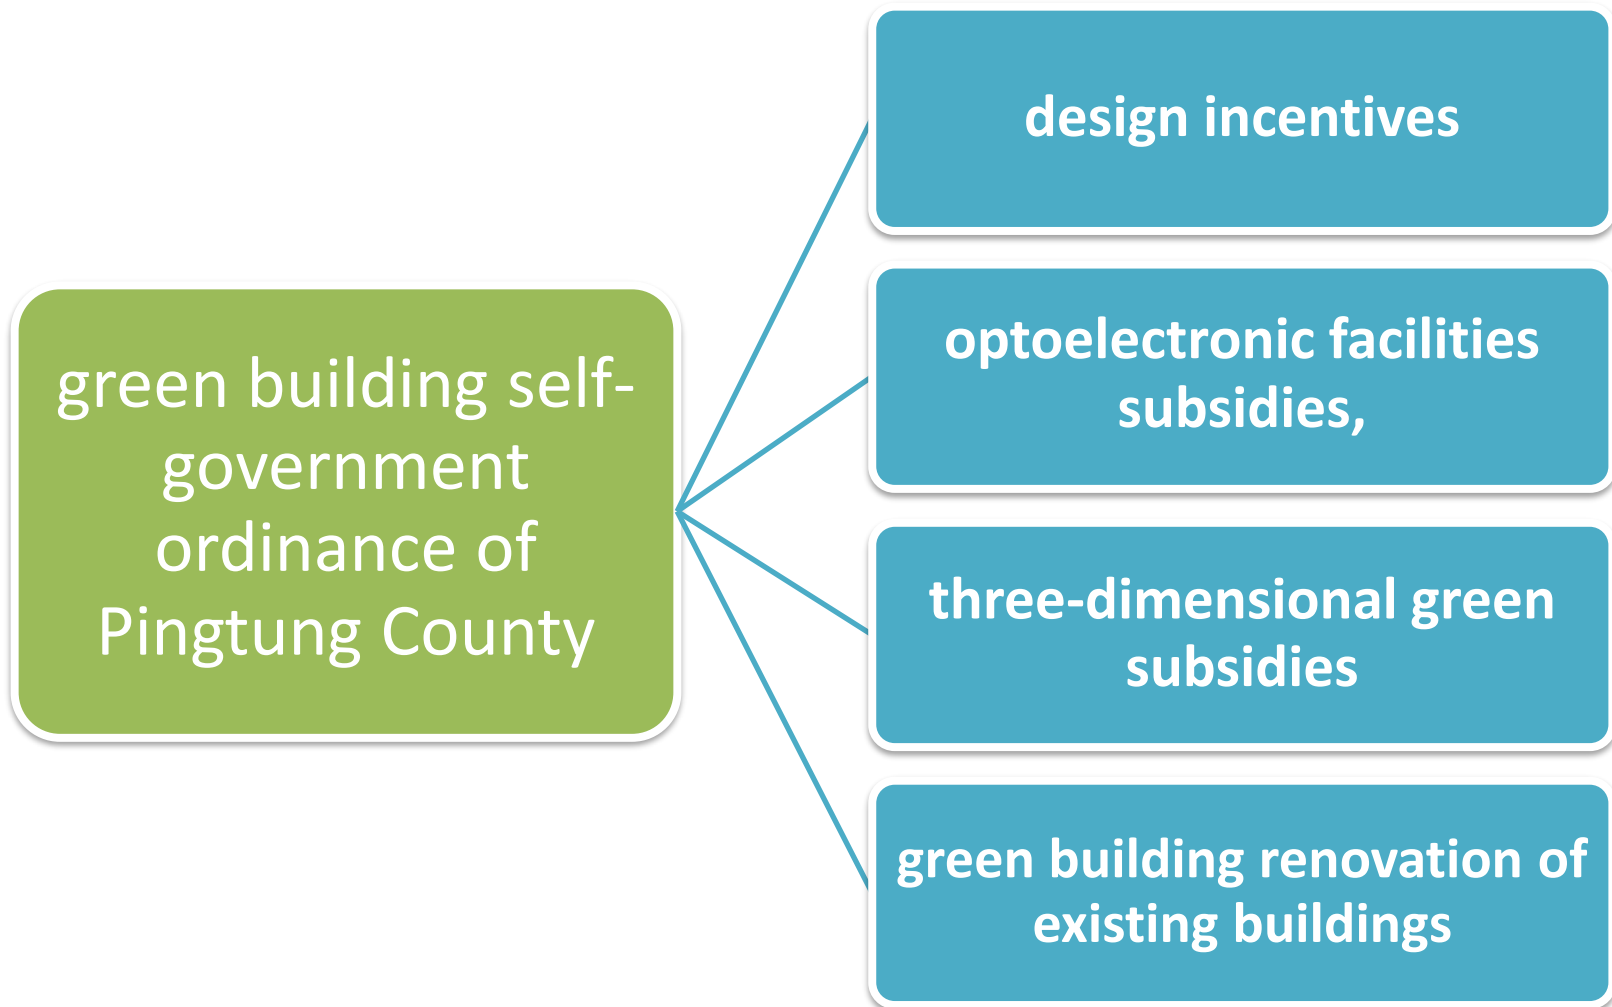 green building self-
government
ordinance of
Pingtung County
design incentives
optoelectronic facilities
subsidies,
three-dimensional green
subsidies
green building renovation of
existing buildings